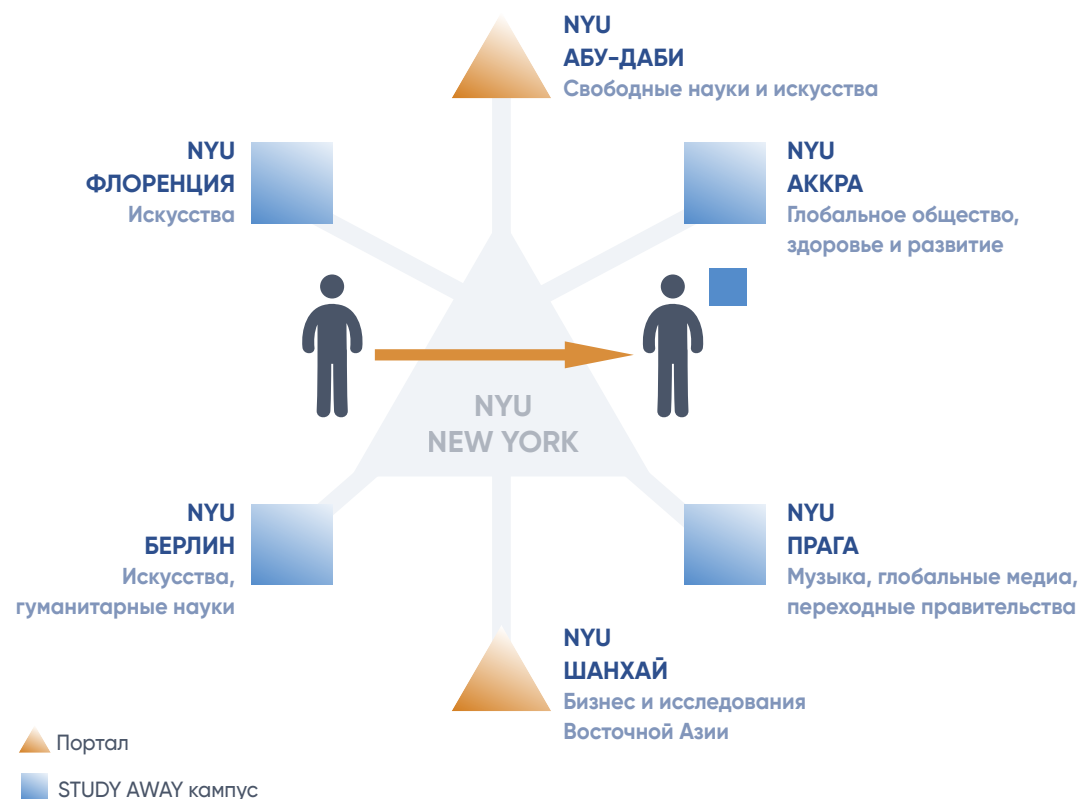 NYU
АБУ-ДАБИ
Свободные науки и искусства
NYU
ФЛОРЕНЦИЯ
Искусства
NYU
АККРА
Глобальное общество,
здоровье и развитие
NYU
NEW YORK
NYU
БЕРЛИН
Искусства,
гуманитарные науки
NYU
ПРАГА
Музыка, глобальные медиа,
переходные правительства
NYU
ШАНХАЙ
Бизнес и исследования
Восточной Азии
Портал
STUDY AWAY кампус